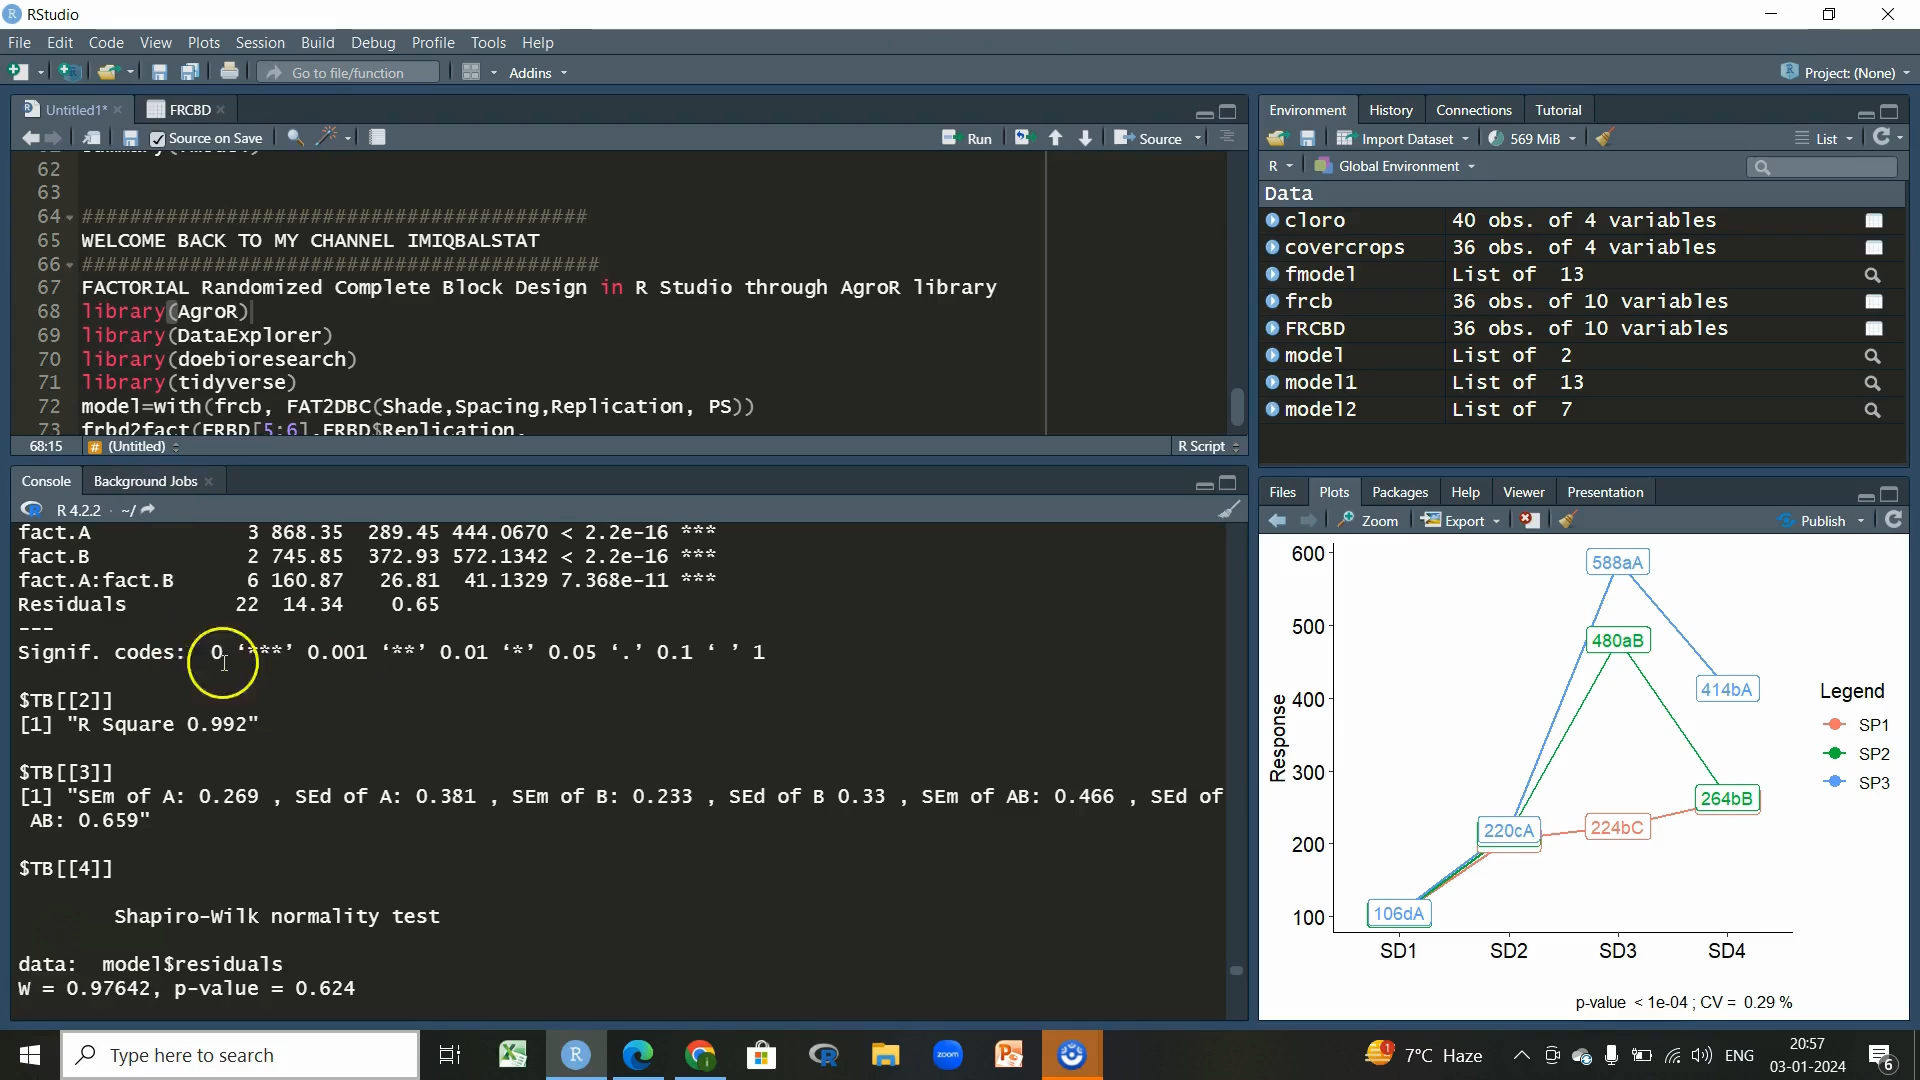 RStudio
File Edit Code View Plots Session Build Debug Profile Tools Help
Go to file/function Addins Project: (None)
Untitled1* FRCBD
Source on Save Run Source
62
63
64 ##########################################
65 WELCOME BACK TO MY CHANNEL IMIQBALSTAT
66 ###########################################
67 FACTORIAL Randomized Complete Block Design in R Studio through AgroR library
68 library(AgroR)
69 library(DataExplorer)
70 library(doebioresearch)
71 library(tidyverse)
72 model=with(frcb, FAT2DBC(Shade,Spacing,Replication, PS))
73 frbd2fact(FRBD[5:6],FRBD$Replication,
68:15 # (Untitled) R Script
Console Background Jobs
R 4.2.2 · ~/
fact.A 3 868.35 289.45 444.0670 < 2.2e-16 ***
fact.B 2 745.85 372.93 572.1342 < 2.2e-16 ***
fact.A:fact.B 6 160.87 26.81 41.1329 7.368e-11 ***
Residuals 22 14.34 0.65
---
Signif. codes: 0 ‘***’ 0.001 ‘**’ 0.01 ‘*’ 0.05 ‘.’ 0.1 ‘ ’ 1
$TB[[2]]
[1] "R Square 0.992"
$TB[[3]]
[1] "SEm of A: 0.269 , SEd of A: 0.381 , SEm of B: 0.233 , SEd of B 0.33 , SEm of AB: 0.466 , SEd of
AB: 0.659"
$TB[[4]]
Shapiro-Wilk normality test
data: model$residuals
W = 0.97642, p-value = 0.624
Environment History Connections Tutorial
Import Dataset 569 MiB List
R Global Environment
Data
cloro 40 obs. of 4 variables
covercrops 36 obs. of 4 variables
fmodel List of 13
frcb 36 obs. of 10 variables
FRCBD 36 obs. of 10 variables
model List of 2
model1 List of 13
model2 List of 7
Files Plots Packages Help Viewer Presentation
Zoom Export Publish
600
500
400
300
200
100
Response
588aA
480aB
414bA
264bB
220cA
224bC
106dA
SD1 SD2 SD3 SD4
Legend
SP1
SP2
SP3
p-value < 1e-04 ; CV = 0.29 %
Type here to search
zoom
7°C Haze
ENG
20:57
03-01-2024
6